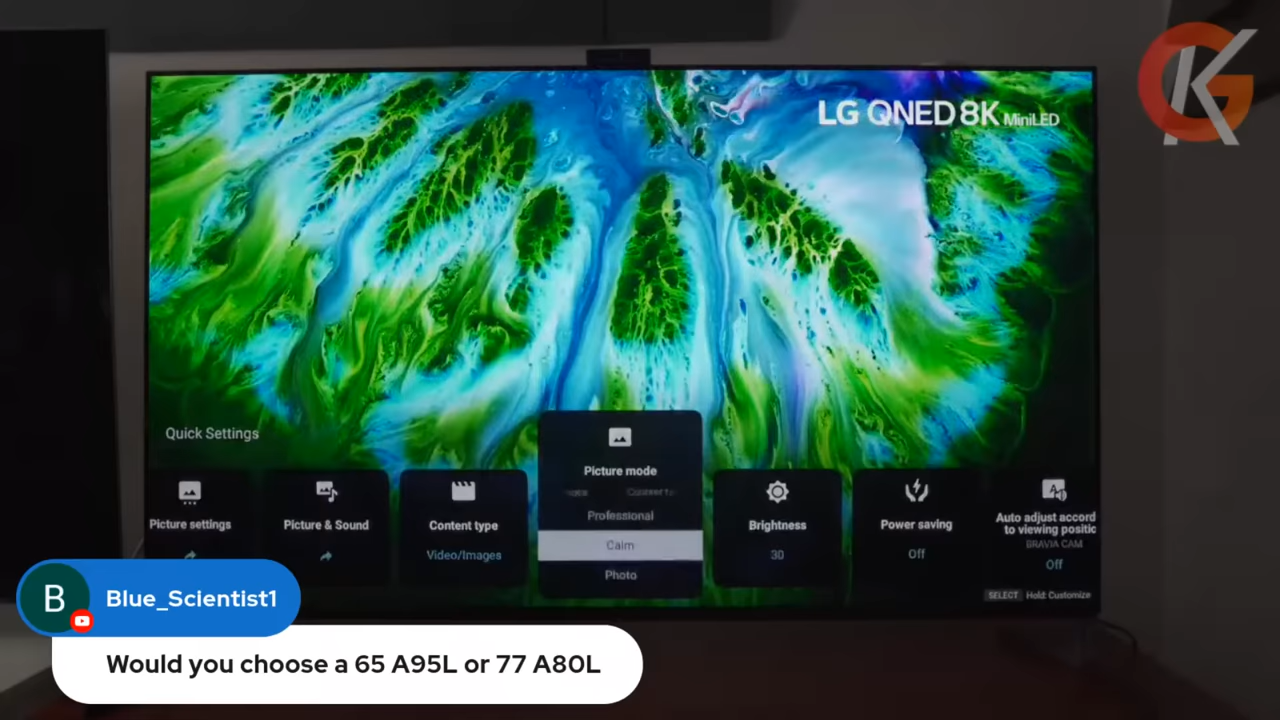 LG QNED 8K MiniLED
GK
Quick Settings
Picture mode
Professional
Calm
Photo
Picture settings
Picture & Sound
Content type
Video/Images
Brightness
30
Power saving
Off
Auto adjust accord
to viewing positic
BRAVIA CAM
Off
SELECT Hold: Customize
B
Blue_Scientist1
Would you choose a 65 A95L or 77 A80L